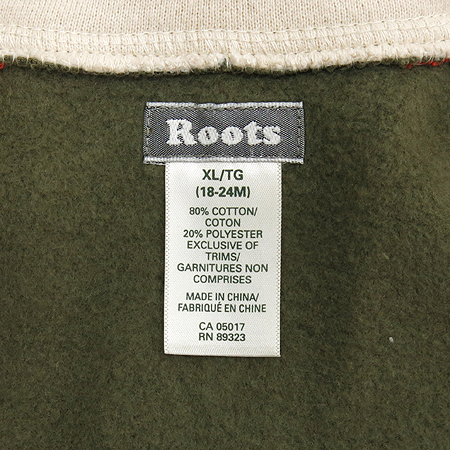 Roots
XL/TG
(18-24M)
80% COTTON/
COTON
20% POLYESTER
EXCLUSIVE OF
TRIMS/
GARNITURES NON
COMPRISES
MADE IN CHINA/
FABRIQUÉ EN CHINE
CA 05017
RN 89323